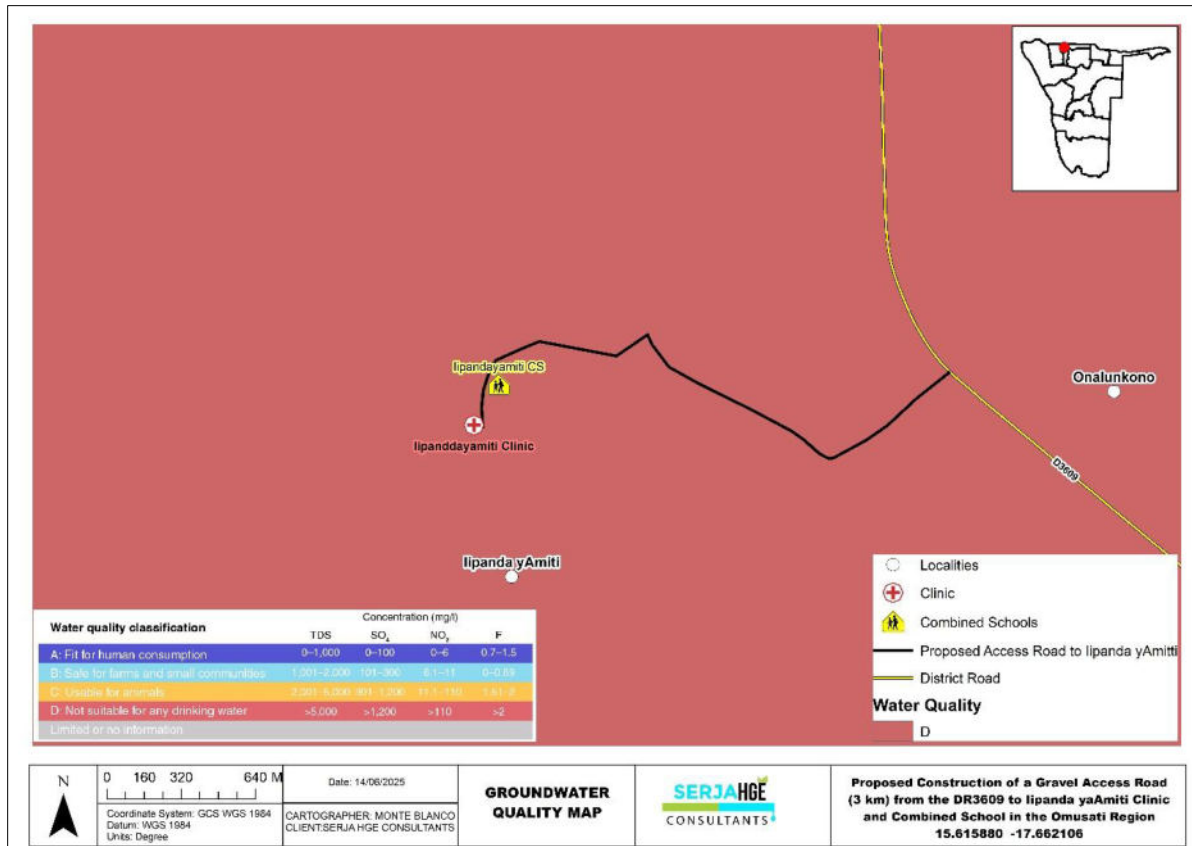 Iipandayamiti CS
Iipanddayamiti Clinic
Iipanda yAmiti
Onalunkono
D3609
Localities
Clinic
Combined Schools
Proposed Access Road to Iipanda yAmitti
District Road
Water Quality
D
Concentration (mg/l)
Water quality classification
TDS SO₄ NO₃ F
A: Fit for human consumption 0–1,000 0–100 0–6 0.7–1.5
B: Safe for farms and small communities 1,001–2,000 101–300 6.1–11 0–0.69
C: Usable for animals 2,001–5,000 301–1,200 11.1–110 1.51–2
D: Not suitable for any drinking water >5,000 >1,200 >110 >2
Limited or no information
N
0 160 320 640 M
Coordinate System: GCS WGS 1984
Datum: WGS 1984
Units: Degree
Date: 14/06/2025
CARTOGRAPHER: MONTE BLANCO
CLIENT:SERJA HGE CONSULTANTS
GROUNDWATER
QUALITY MAP
SERJAHGE
CONSULTANTS
Proposed Construction of a Gravel Access Road
(3 km) from the DR3609 to Iipanda yaAmiti Clinic
and Combined School in the Omusati Region
15.615880 -17.662106